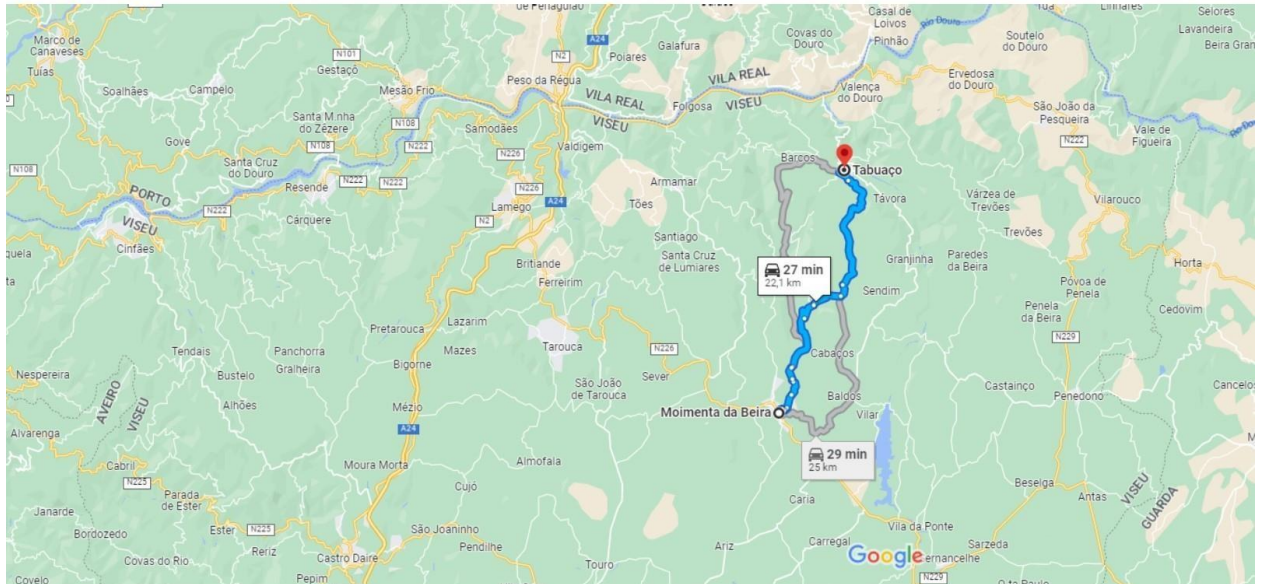 de Penaguião
Casal de
Loivos
Rio Douro
Tua
Linhares
Selores
Lavandeira
Beira Gran
Marco de
Canaveses
Tuías
N101
Gestaçô
A24
N2
Galafura
Poiares
Covas do
Douro
Pinhão
Soutelo
do Douro
Soalhães
Campelo
Mesão Frio
Peso da Régua
VILA REAL
VILA REAL
VISEU
VISEU
Folgosa
Valença
do Douro
Ervedosa
do Douro
São João da
Pesqueira
N222
Vale de
Figueira
Rio Douro
Santa M nha
do Zêzere
N108
N108
N222
Samodães
Gove
N108
N226
Valdigem
Santa Cruz
do Douro
Resende
N222
N222
Barcos
Tabuaço
PORTO
VISEU
N222
N226
Lamego
N2
A24
Armamar
Tões
Távora
Várzea de
Trevões
Vilarouco
Cárquere
Cinfães
quela
Britiande
Ferreirim
Santiago
Santa Cruz
de Lumiares
Granjinha
Paredes
da Beira
Trevões
Horta
27 min
22,1 km
Sendim
Póvoa de
Penela
Penela
da Beira
Cedovim
ta
Pretarouca
Lazarim
Mazes
Tarouca
N226
Cabaços
N229
Tendais
Panchorra
Gralheira
Bigorne
Nespereira
Bustelo
Alhões
AVEIRO
VISEU
Sever
São João
de Tarouca
Castainço
Penedono
Cancelos
Mézio
Moimenta da Beira
Baldos
Vilar
Alvarenga
A24
29 min
25 km
Cabril
N225
Moura Morta
Almofala
Parada
de Ester
Cujó
Caria
Beselga
Antas
VISEU
GUARDA
M
Janarde
Bordozedo
Ester
N225
São Joaninho
Vila da Ponte
Covas do Rio
Reriz
Castro Daire
Pendilhe
Ariz
Carregal
Google
ernancelhe
Sarzeda
Covelo
Pepim
Touro
N229